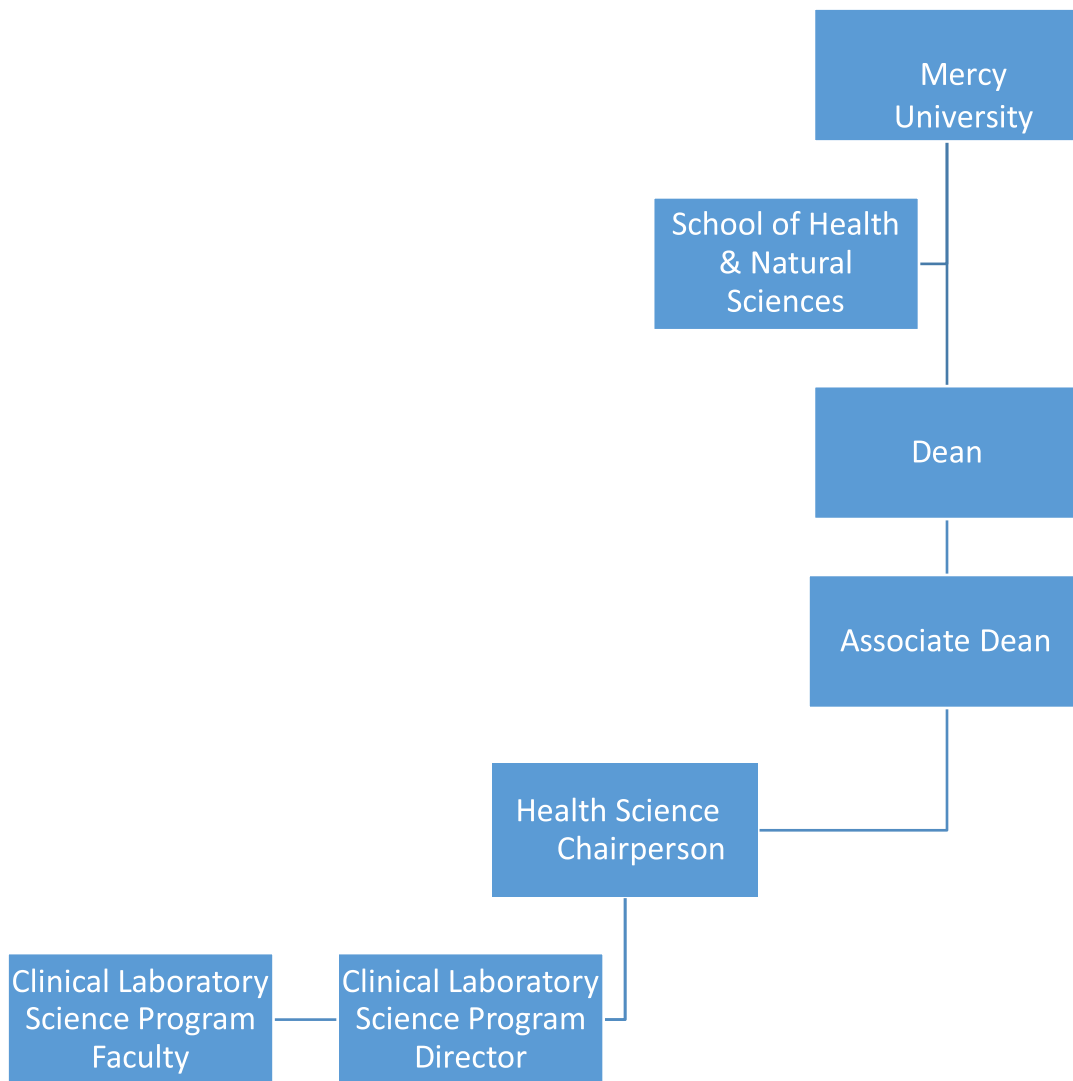 Mercy
University
School of Health
& Natural
Sciences
Dean
Associate Dean
Health Science
Chairperson
Clinical Laboratory
Science Program
Faculty
Clinical Laboratory
Science Program
Director